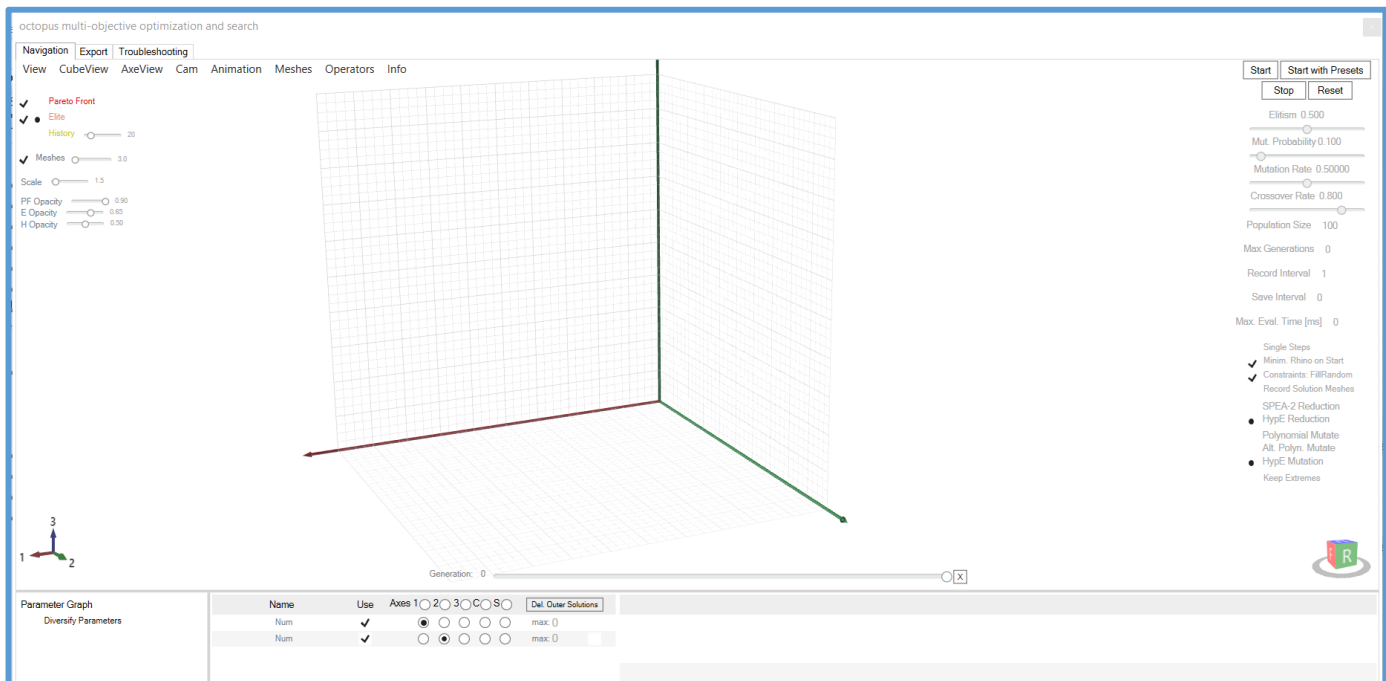 octopus multi-objective optimization and search
Navigation Export Troubleshooting
View CubeView AxeView Cam Animation Meshes Operators Info
Pareto Front
Elite
History 20
Meshes 3.0
Scale 1.5
PF Opacity 0.90
E Opacity 0.65
H Opacity 0.50
Start Start with Presets
Stop Reset
Elitism 0.500
Mut. Probability 0.100
Mutation Rate 0.50000
Crossover Rate 0.800
Population Size 100
Max Generations 0
Record Interval 1
Save Interval 0
Max. Eval. Time [ms] 0
Single Steps
Minim. Rhino on Start
Constraints: FillRandom
Record Solution Meshes
SPEA-2 Reduction
HypE Reduction
Polynomial Mutate
Alt. Polyn. Mutate
HypE Mutation
Keep Extremes
3
1 2
R
Generation: 0 X
Parameter Graph
Diversify Parameters
Name Use Axes 1 2 3 C S Del. Outer Solutions
Num max: 0
Num max: 0